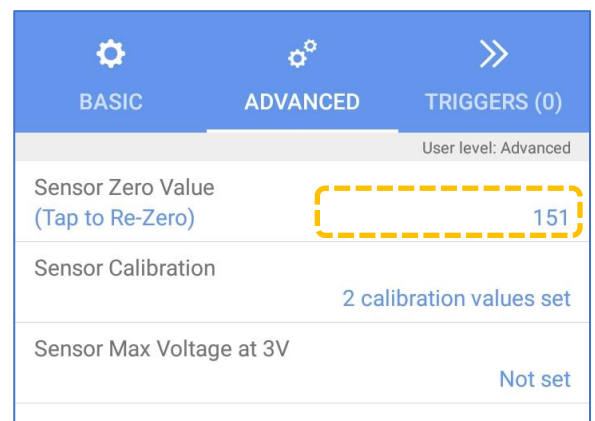 BASIC ADVANCED TRIGGERS (0)
User level: Advanced
Sensor Zero Value
(Tap to Re-Zero) 151
Sensor Calibration
2 calibration values set
Sensor Max Voltage at 3V
Not set